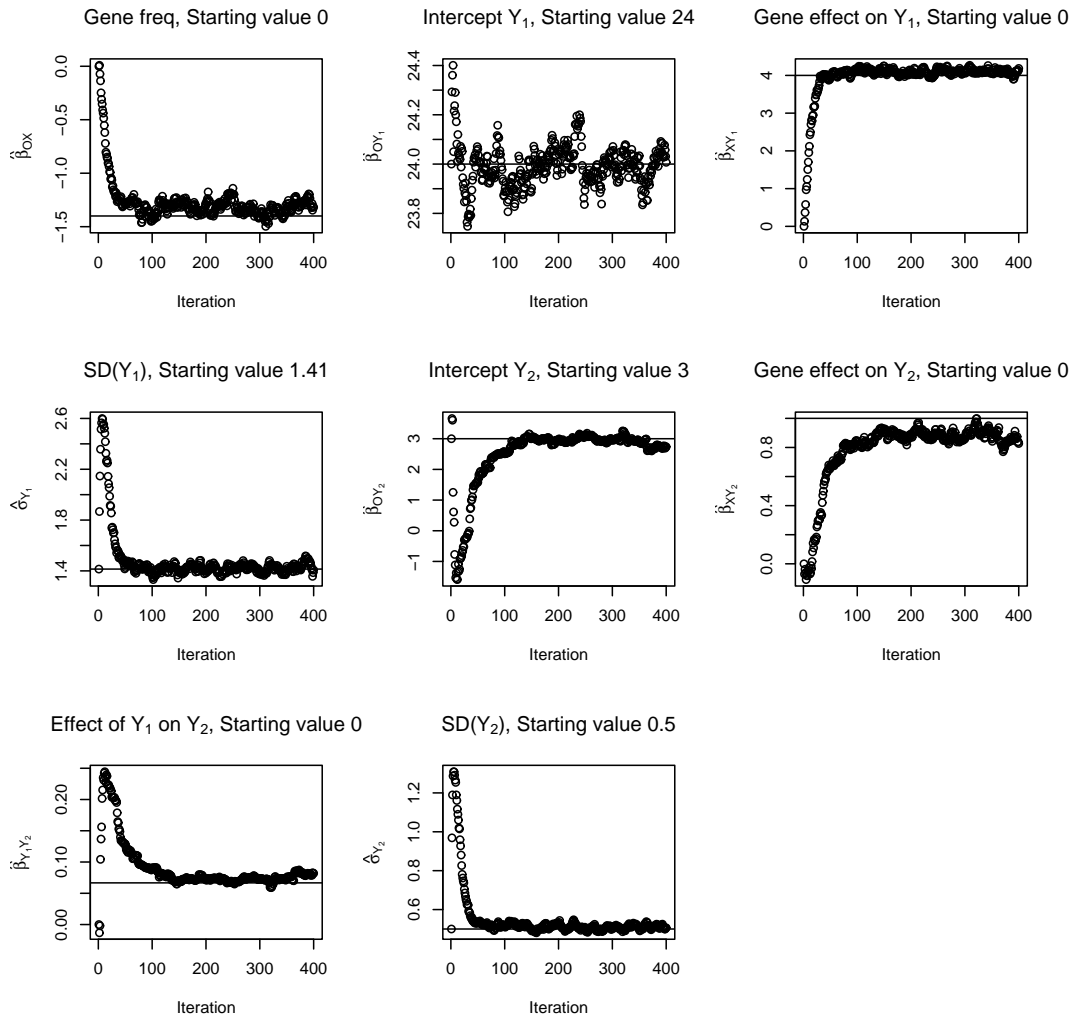 Gene freq, Starting value 0
0.0
−0.5
−1.0
−1.5
β̂OX
0 100 200 300 400
Iteration
Intercept Y1, Starting value 24
24.4
24.2
24.0
23.8
β̂OY1
0 100 200 300 400
Iteration
Gene effect on Y1, Starting value 0
4
3
2
1
0
β̂XY1
0 100 200 300 400
Iteration
SD(Y1), Starting value 1.41
2.6
2.2
1.8
1.4
σ̂Y1
0 100 200 300 400
Iteration
Intercept Y2, Starting value 3
3
2
1
0
−1
β̂OY2
0 100 200 300 400
Iteration
Gene effect on Y2, Starting value 0
0.8
0.4
0.0
β̂XY2
0 100 200 300 400
Iteration
Effect of Y1 on Y2, Starting value 0
0.20
0.10
0.00
β̂Y1Y2
0 100 200 300 400
Iteration
SD(Y2), Starting value 0.5
1.2
1.0
0.8
0.6
σ̂Y2
0 100 200 300 400
Iteration